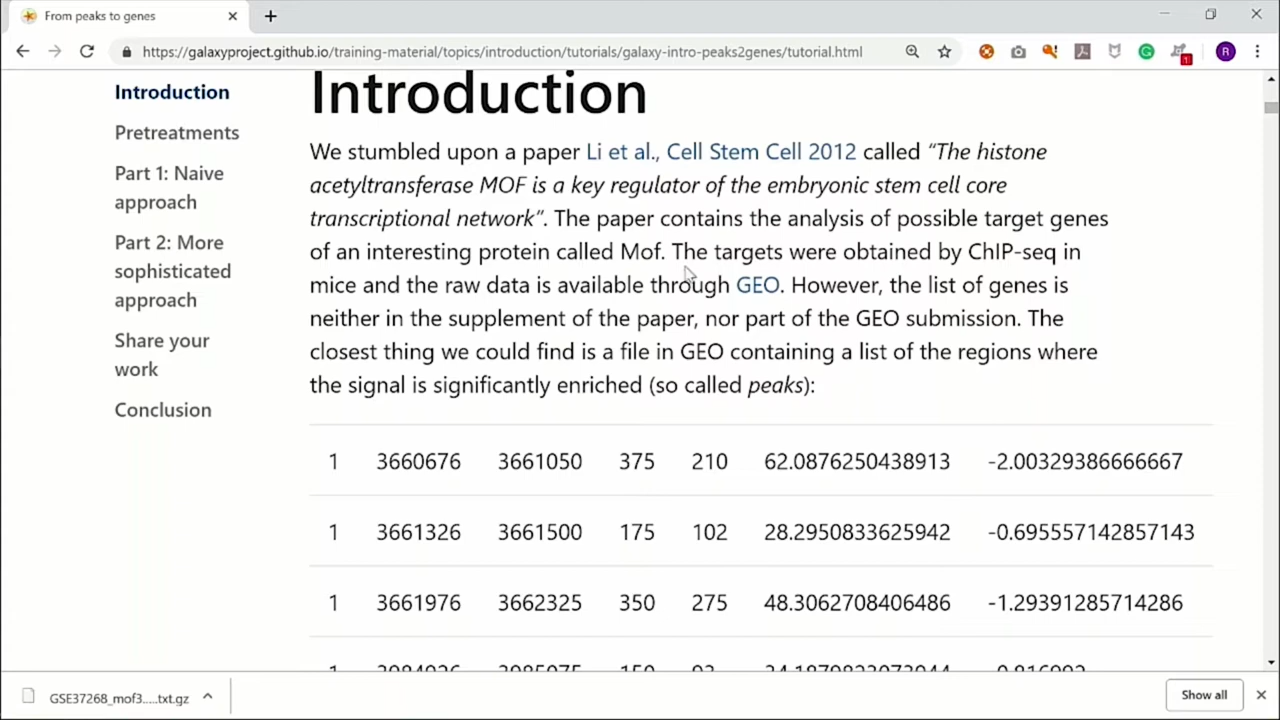 From peaks to genes
https://galaxyproject.github.io/training-material/topics/introduction/tutorials/galaxy-intro-peaks2genes/tutorial.html
1
R
Introduction
Pretreatments
Part 1: Naive
approach
Part 2: More
sophisticated
approach
Share your
work
Conclusion
Introduction
We stumbled upon a paper Li et al., Cell Stem Cell 2012 called “The histone
acetyltransferase MOF is a key regulator of the embryonic stem cell core
transcriptional network”. The paper contains the analysis of possible target genes
of an interesting protein called Mof. The targets were obtained by ChIP-seq in
mice and the raw data is available through GEO. However, the list of genes is
neither in the supplement of the paper, nor part of the GEO submission. The
closest thing we could find is a file in GEO containing a list of the regions where
the signal is significantly enriched (so called peaks):
1 3660676 3661050 375 210 62.0876250438913 -2.00329386666667
1 3661326 3661500 175 102 28.2950833625942 -0.695557142857143
1 3661976 3662325 350 275 48.3062708406486 -1.29391285714286
GSE37268_mof3.....txt.gz
Show all